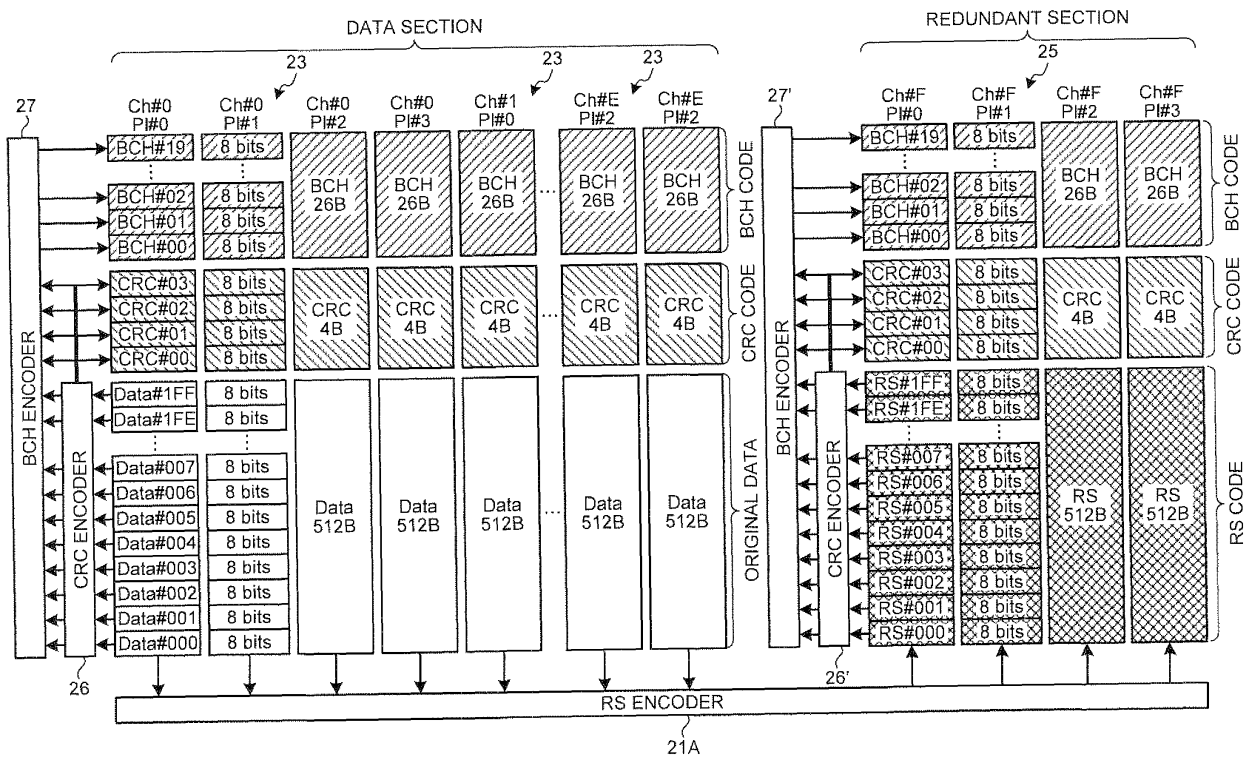 DATA SECTION
REDUNDANT SECTION
23 23 23 25
27 Ch#0 Ch#0 Ch#0 Ch#0 Ch#1 Ch#E Ch#E 27' Ch#F Ch#F Ch#F Ch#F
Pl#0 Pl#1 Pl#2 Pl#3 Pl#0 Pl#2 Pl#2 Pl#0 Pl#1 Pl#2 Pl#3
BCH#19 8 bits BCH#19 8 bits
BCH#02 8 bits BCH BCH BCH ... BCH BCH BCH#02 8 bits BCH BCH
BCH#01 8 bits 26B 26B 26B 26B 26B BCH#01 8 bits 26B 26B
BCH#00 8 bits BCH#00 8 bits
BCH CODE
BCH CODE
CRC#03 8 bits CRC#03 8 bits
CRC#02 8 bits CRC CRC CRC ... CRC CRC CRC#02 8 bits CRC CRC
CRC#01 8 bits 4B 4B 4B 4B 4B CRC#01 8 bits 4B 4B
CRC#00 8 bits CRC#00 8 bits
CRC CODE
CRC CODE
BCH ENCODER
BCH ENCODER
CRC ENCODER
CRC ENCODER
Data#1FF 8 bits RS#1FF 8 bits
Data#1FE 8 bits RS#1FE 8 bits
Data#007 8 bits RS#007 8 bits
Data#006 8 bits RS#006 8 bits
Data#005 8 bits Data Data Data ... Data Data RS#005 8 bits RS RS
Data#004 8 bits 512B 512B 512B 512B 512B RS#004 8 bits 512B 512B
Data#003 8 bits RS#003 8 bits
Data#002 8 bits RS#002 8 bits
Data#001 8 bits RS#001 8 bits
Data#000 8 bits RS#000 8 bits
ORIGINAL DATA
RS CODE
26 26'
RS ENCODER
21A